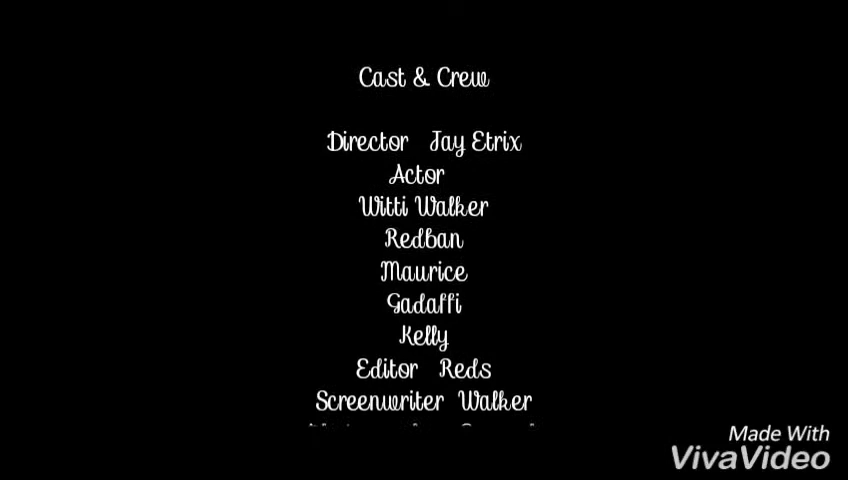 Cast & Crew
Director Jay Etrix
Actor
Witti Walker
Redban
Maurice
Gadaffi
Kelly
Editor Reds
Screenwriter Walker
Made With
VivaVideo